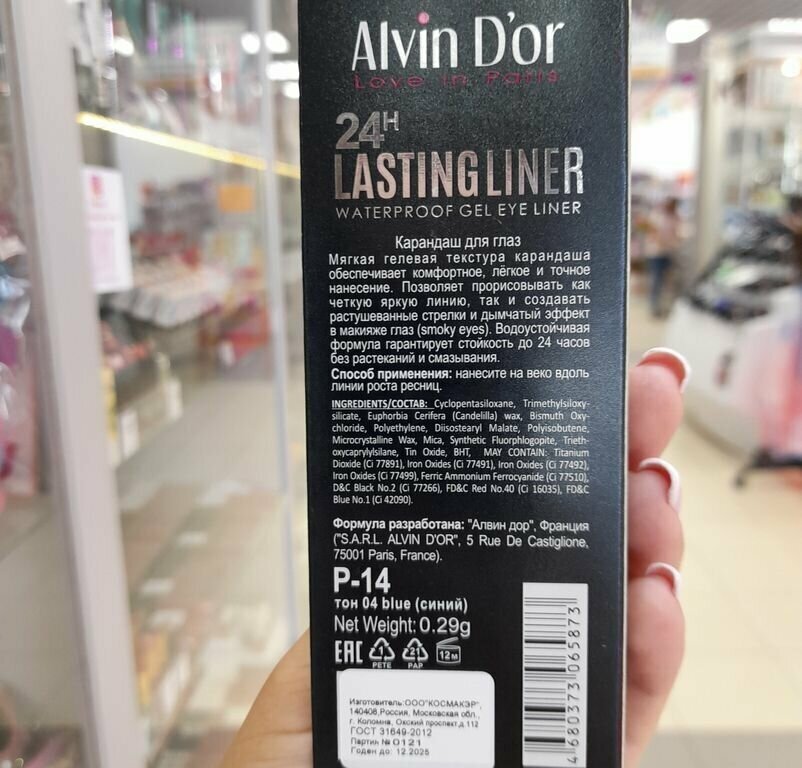 Alvin D'or
Love in Paris
24H
LASTING LINER
WATERPROOF GEL EYE LINER
Карандаш для глаз
Мягкая гелевая текстура карандаша
обеспечивает комфортное, лёгкое и точное
нанесение. Позволяет прорисовывать как
четкую яркую линию, так и создавать
растушеванные стрелки и дымчатый эффект
в макияже глаз (smoky eyes). Водоустойчивая
формула гарантирует стойкость до 24 часов
без растеканий и смазывания.
Способ применения: нанесите на веко вдоль
линии роста ресниц.
INGREDIENTS/СОСТАВ: Cyclopentasiloxane, Trimethylsiloxy-
silicate, Euphorbia Cerifera (Candelilla) wax, Bismuth Oxy-
chloride, Polyethylene, Diisostearyl Malate, Polyisobutene,
Microcrystalline Wax, Mica, Synthetic Fluorphlogopite, Trieth-
oxycaprylylsilane, Tin Oxide, BHT, MAY CONTAIN: Titanium
Dioxide (Ci 77891), Iron Oxides (Ci 77491), Iron Oxides (Ci 77492),
Iron Oxides (Ci 77499), Ferric Ammonium Ferrocyanide (Ci 77510),
D&C Black No.2 (Ci 77266), FD&C Red No.40 (Ci 16035), FD&C
Blue No.1 (Ci 42090).
Формула разработана: "Алвин дор", Франция
("S.A.R.L. ALVIN D'OR", 5 Rue De Castiglione,
75001 Paris, France).
P-14
тон 04 blue (синий)
Net Weight: 0.29g
EAC 1 21 12м
PETE PAP
Изготовитель:ООО"КОСМАКЭР",
140408,Россия, Московская обл.,
г. Коломна, Окский проспект,д.112
ГОСТ 31649-2012
Партия № 0121
Годен до: 12.2025
4680373065873